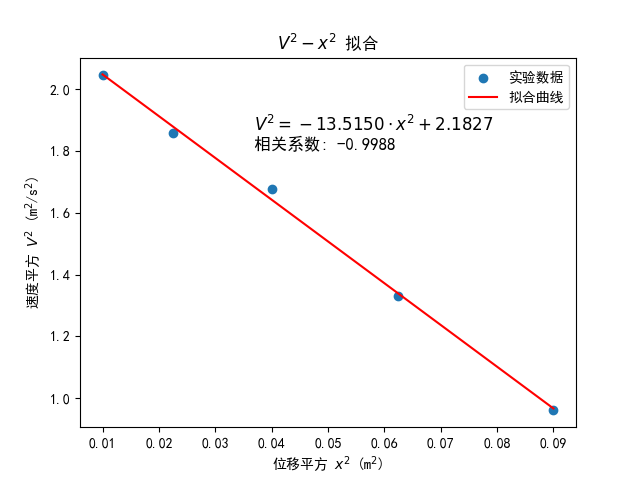 V² − x² 拟合
实验数据
拟合曲线
V² = −13.5150 · x² + 2.1827
相关系数: -0.9988
速度平方 V² (m²/s²)
2.0
1.8
1.6
1.4
1.2
1.0
0.01 0.02 0.03 0.04 0.05 0.06 0.07 0.08 0.09
位移平方 x² (m²)